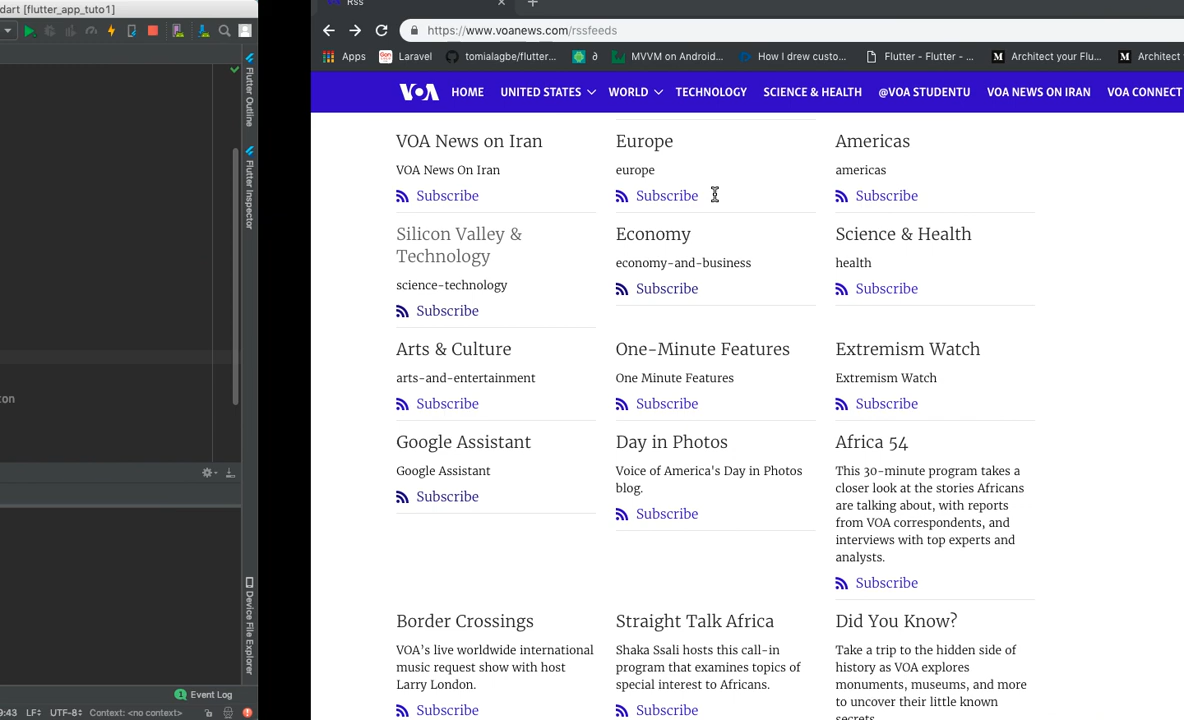 dart [flutter_app_tuto1]
Flutter Outline
Flutter Inspector
Device File Explorer
Event Log
9:43 LF÷ UTF-8÷ Context: <no context>
Rss
https://www.voanews.com/rssfeeds
Apps Laravel tomialagbe/flutter... ∂ MVVM on Android... How I drew custo... Flutter - Flutter - ... Architect your Flu... Architect
VOA HOME UNITED STATES WORLD TECHNOLOGY SCIENCE & HEALTH @VOA STUDENTU VOA NEWS ON IRAN VOA CONNECT
VOA News on Iran
VOA News On Iran
Subscribe
Europe
europe
Subscribe
Americas
americas
Subscribe
Silicon Valley &
Technology
science-technology
Subscribe
Economy
economy-and-business
Subscribe
Science & Health
health
Subscribe
Arts & Culture
arts-and-entertainment
Subscribe
One-Minute Features
One Minute Features
Subscribe
Extremism Watch
Extremism Watch
Subscribe
Google Assistant
Google Assistant
Subscribe
Day in Photos
Voice of America's Day in Photos
blog.
Subscribe
Africa 54
This 30-minute program takes a
closer look at the stories Africans
are talking about, with reports
from VOA correspondents, and
interviews with top experts and
analysts.
Subscribe
Border Crossings
VOA's live worldwide international
music request show with host
Larry London.
Subscribe
Straight Talk Africa
Shaka Ssali hosts this call-in
program that examines topics of
special interest to Africans.
Subscribe
Did You Know?
Take a trip to the hidden side of
history as VOA explores
monuments, museums, and more
to uncover their little known
secrets.